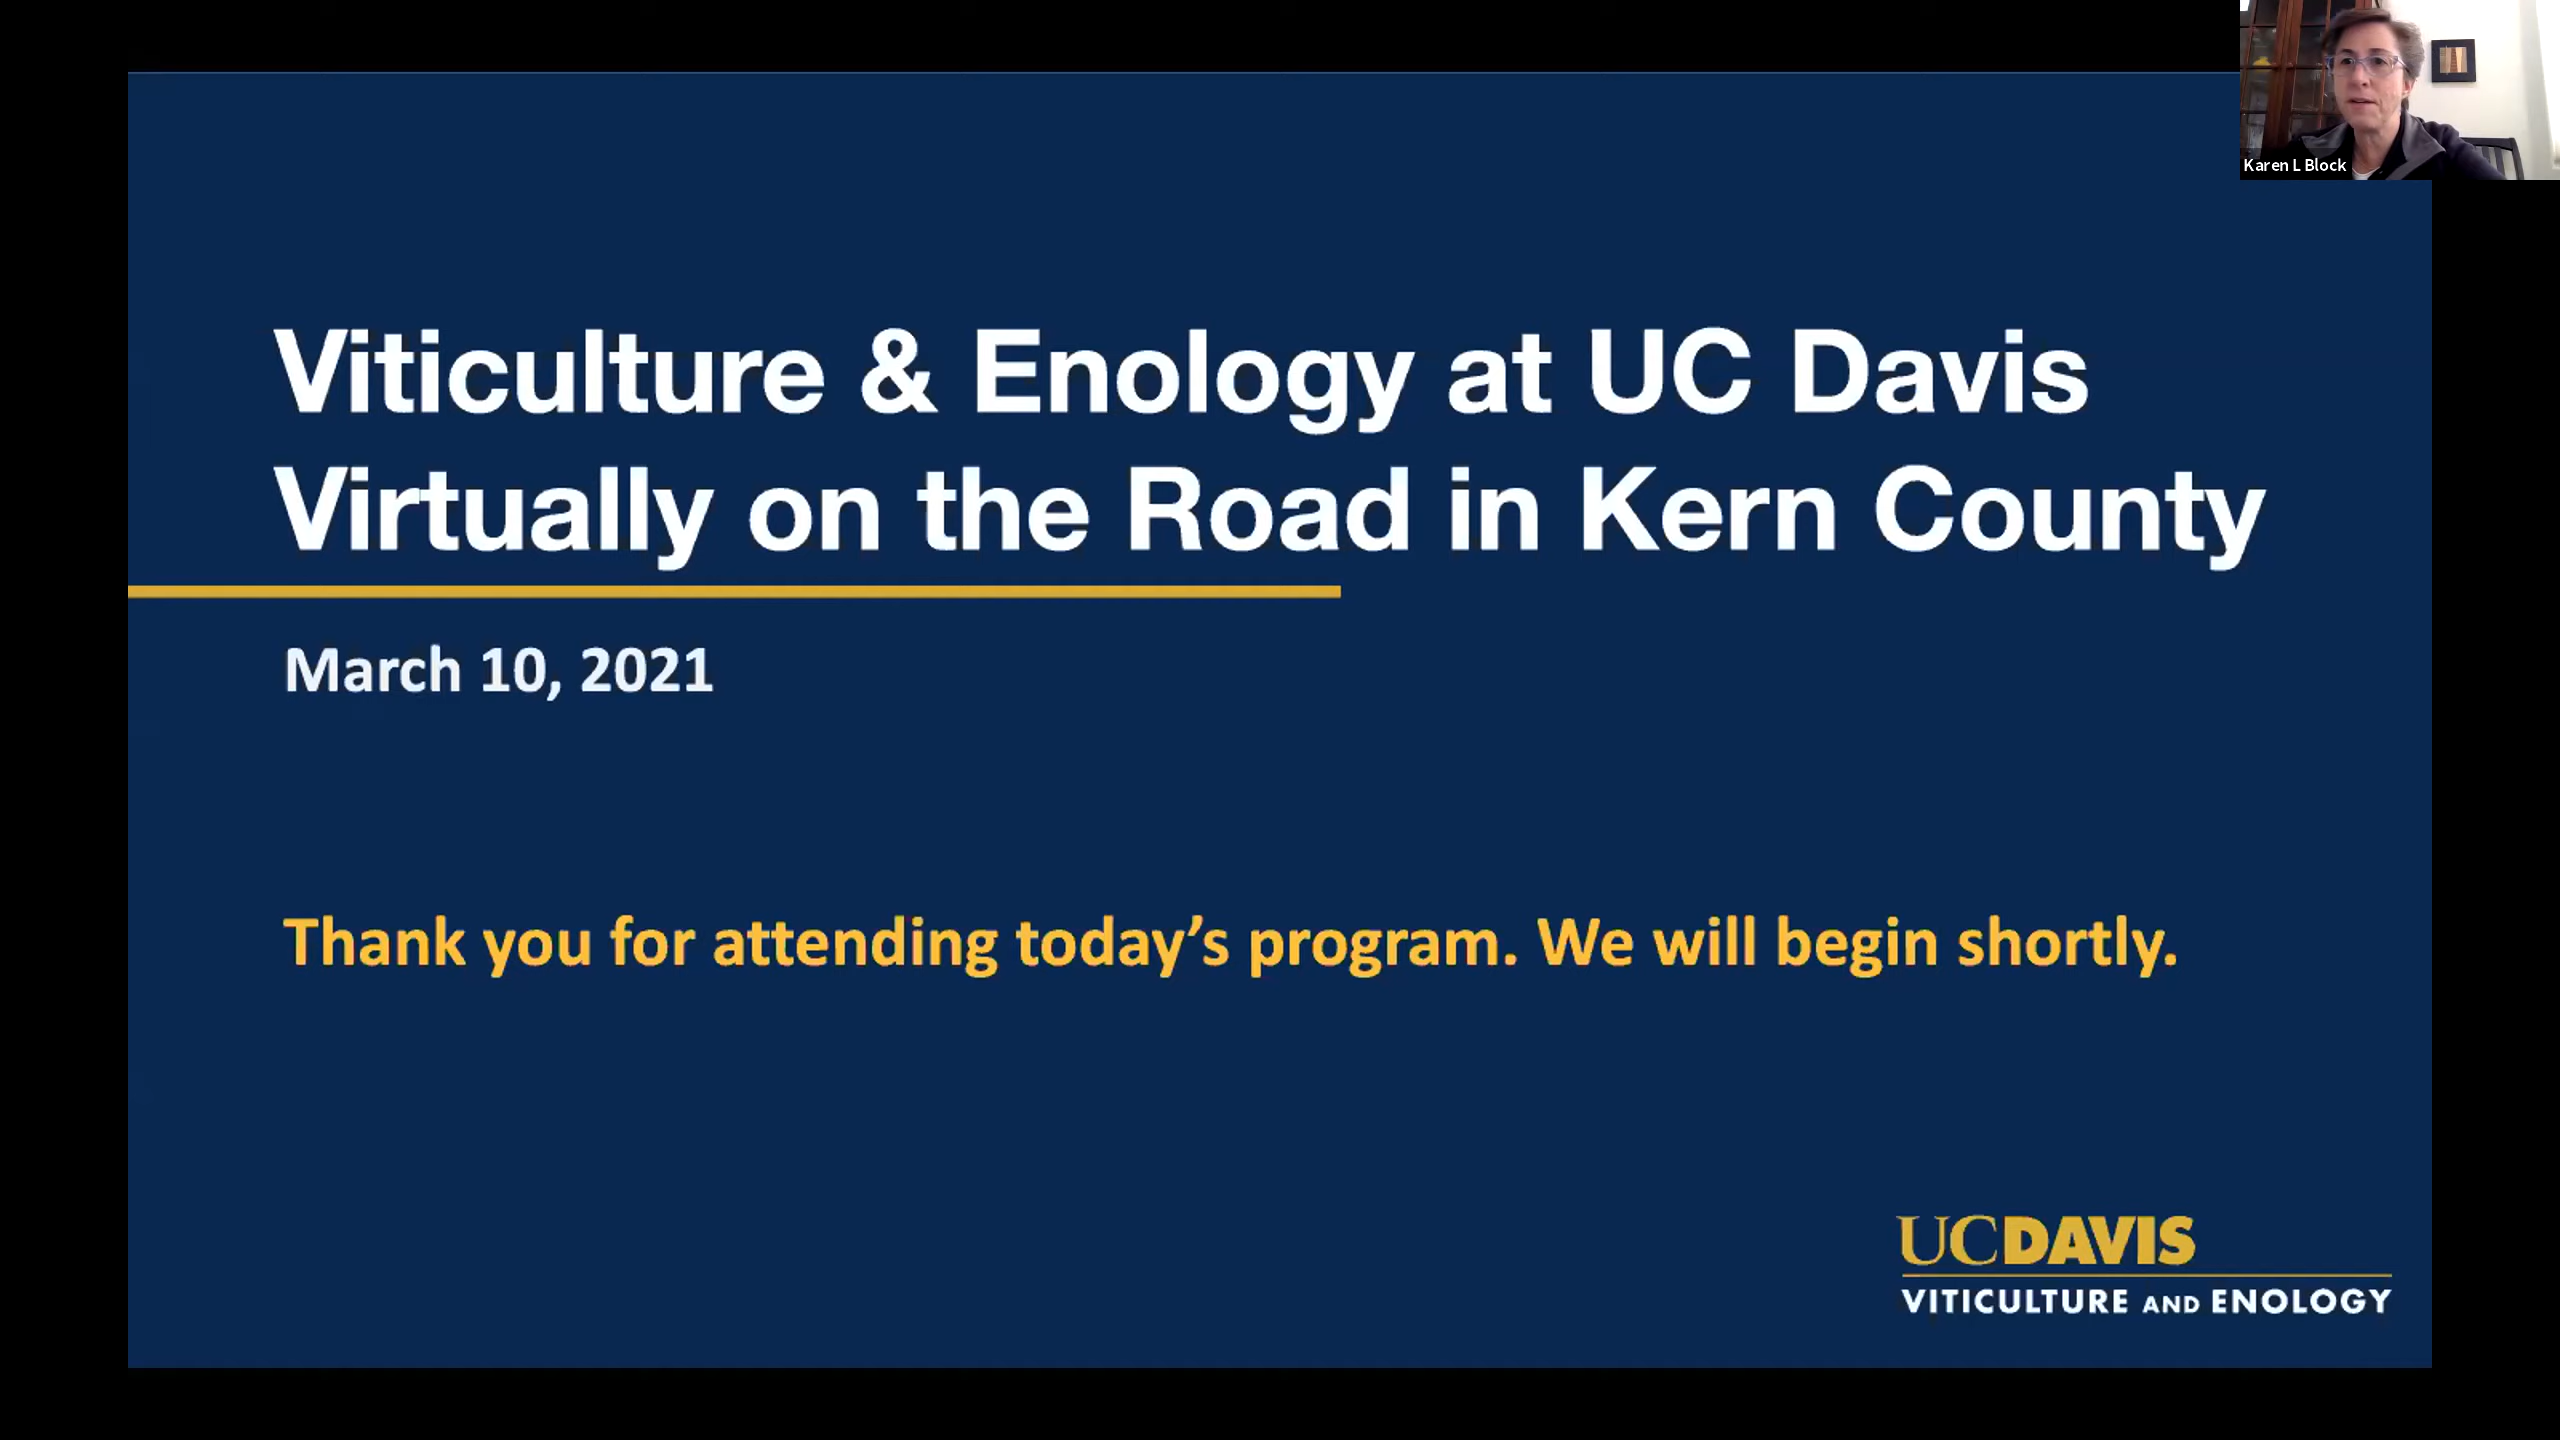 Karen L Block
Viticulture & Enology at UC Davis
Virtually on the Road in Kern County
March 10, 2021
Thank you for attending today’s program. We will begin shortly.
UCDAVIS
VITICULTURE AND ENOLOGY